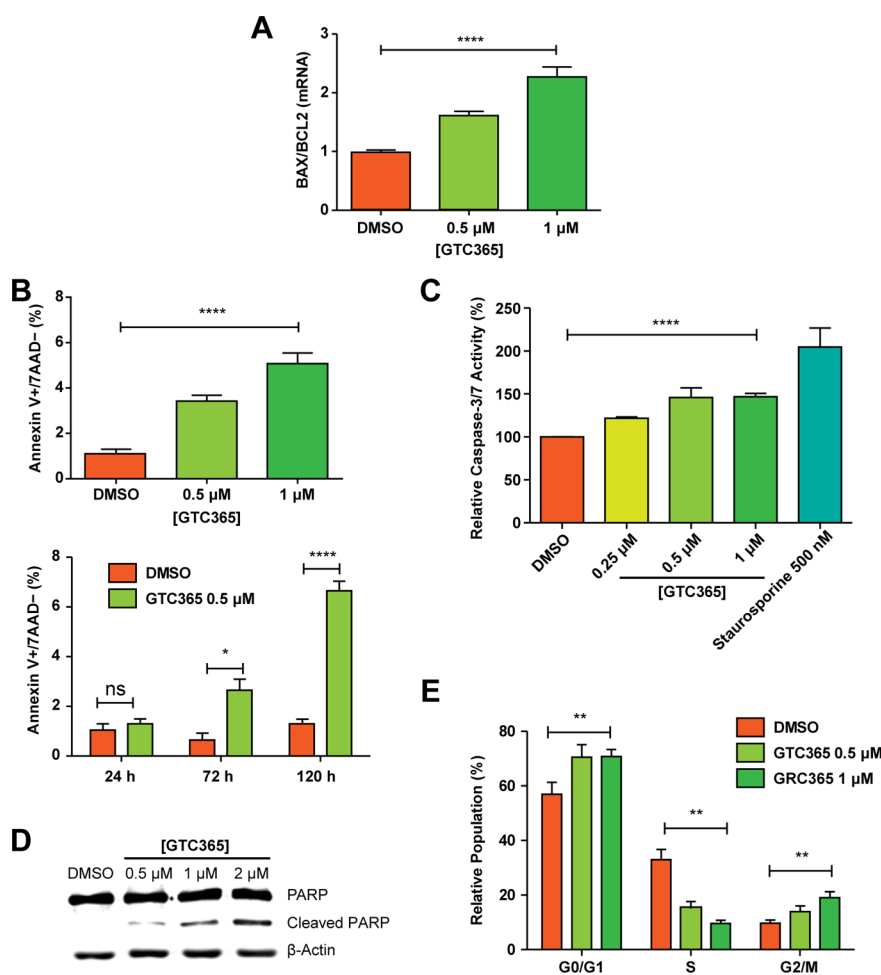 A
BAX/BCL2 (mRNA)
3
2
1
0
****
DMSO
0.5 µM
1 µM
[GTC365]
B
Annexin V+/7AAD− (%)
8
6
4
2
0
****
DMSO
0.5 µM
1 µM
[GTC365]
Annexin V+/7AAD− (%)
8
6
4
2
0
DMSO
GTC365 0.5 µM
ns
*
****
24 h
72 h
120 h
C
Relative Caspase-3/7 Activity (%)
250
200
150
100
50
0
****
DMSO
0.25 µM
0.5 µM
1 µM
Staurosporine 500 nM
[GTC365]
D
[GTC365]
DMSO
0.5 µM
1 µM
2 µM
PARP
Cleaved PARP
β-Actin
E
Relative Population (%)
80
60
40
20
0
**
**
**
DMSO
GTC365 0.5 µM
GRC365 1 µM
G0/G1
S
G2/M